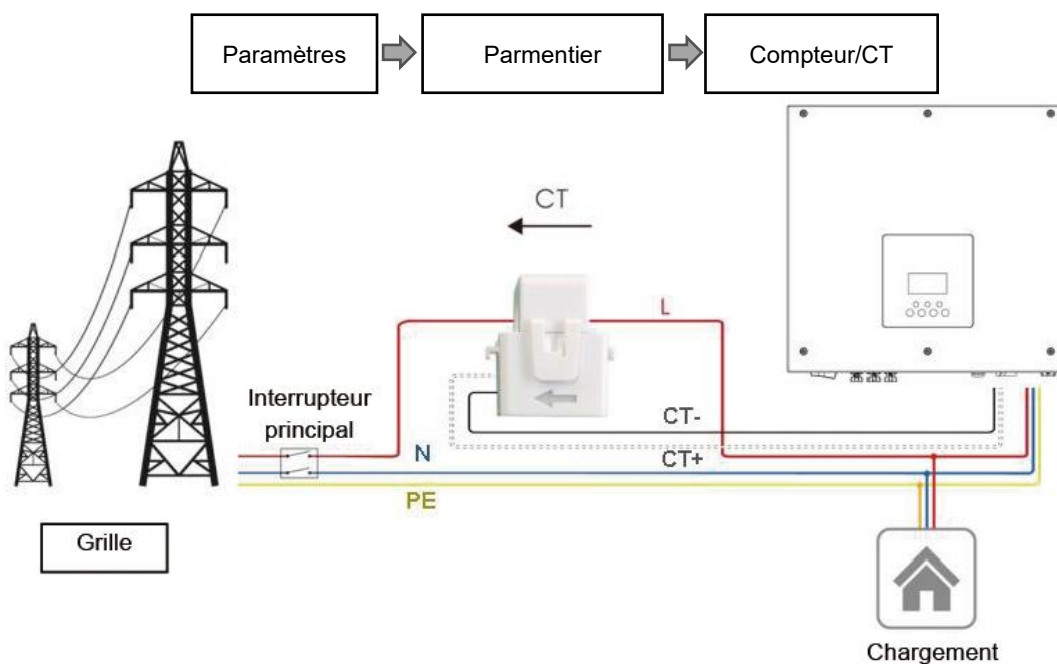 Paramètres
Parmentier
Compteur/CT
CT
L
Interrupteur
principal
CT-
N
CT+
PE
Grille
Chargement